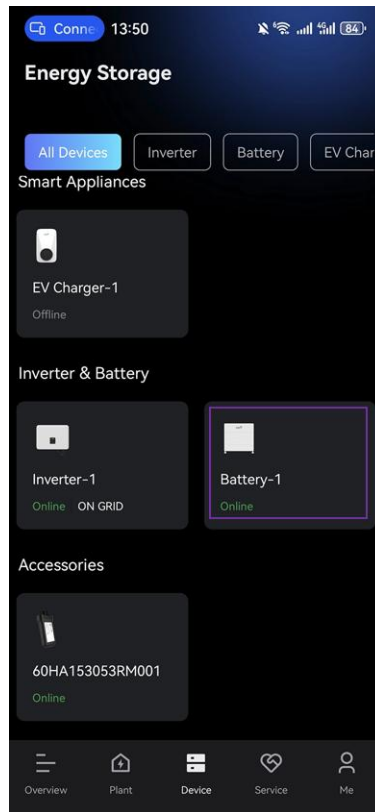 Conne 13:50 84
Energy Storage
All Devices Inverter Battery EV Char
Smart Appliances
EV Charger-1
Offline
Inverter & Battery
Inverter-1 Battery-1
Online ON GRID Online
Accessories
60HA153053RM001
Online
Overview Plant Device Service Me